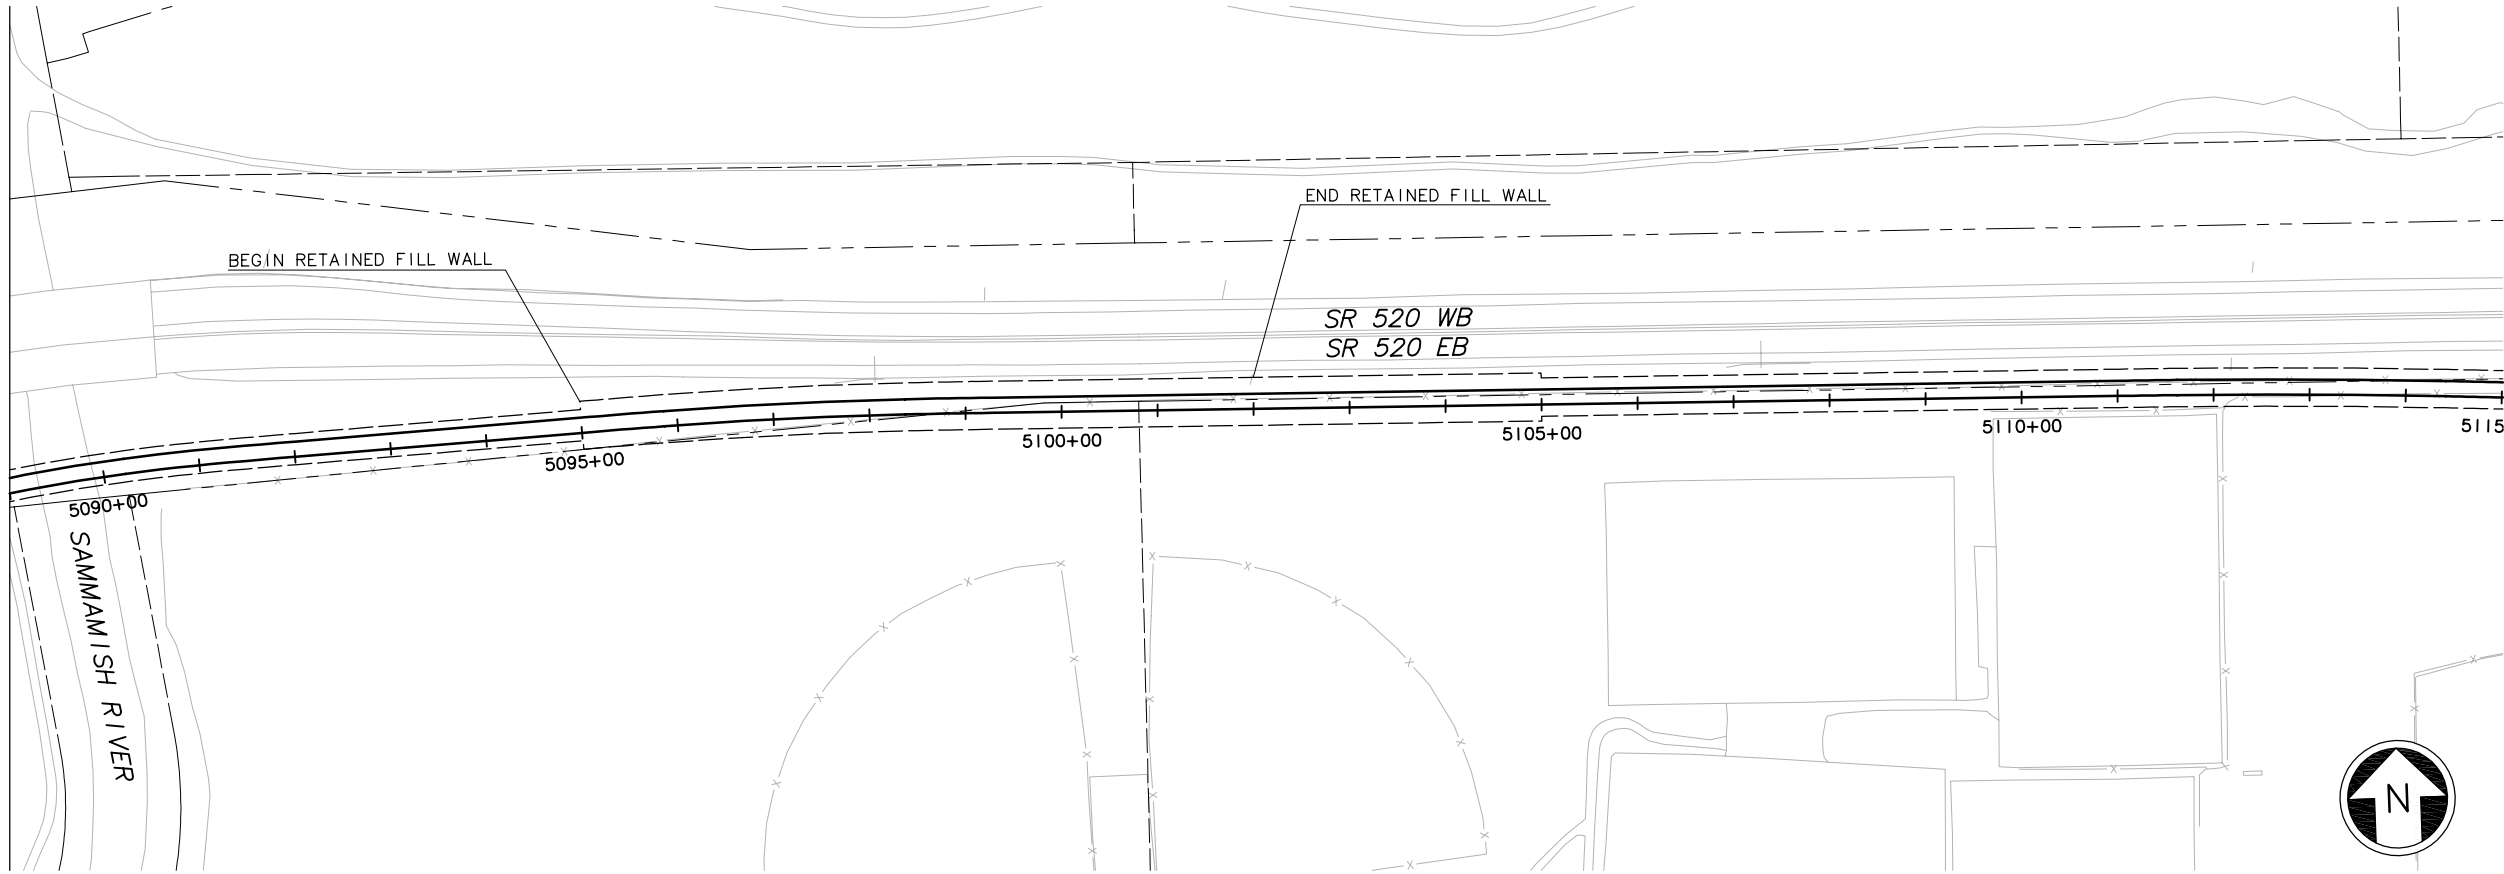 END RETAINED FILL WALL
BEGIN RETAINED FILL WALL
SR 520 WB
SR 520 EB
5090+00
5095+00
5100+00
5105+00
5110+00
5115
SAMMAMISH RIVER
N